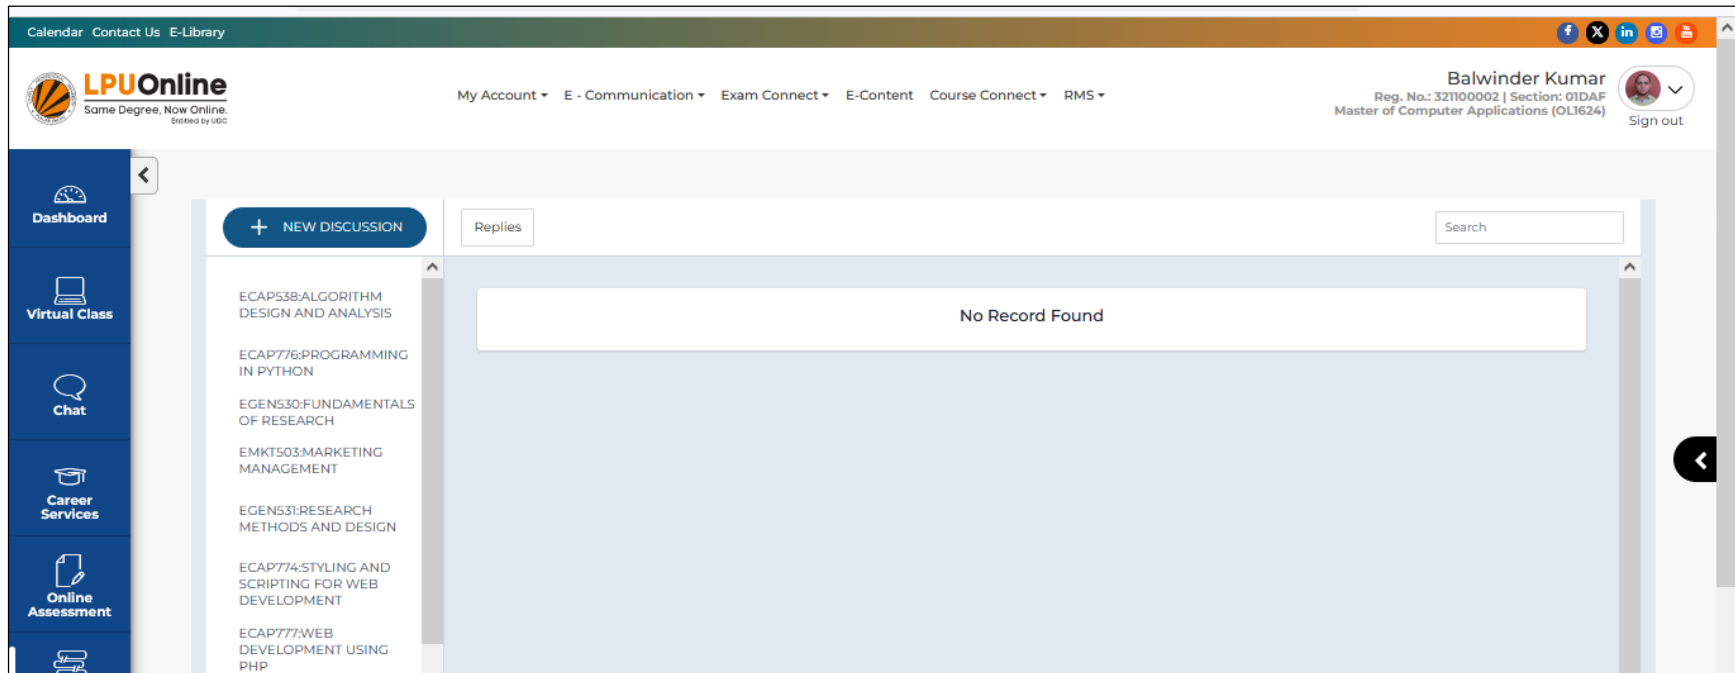 Calendar Contact Us E-Library
LPUOnline
Same Degree, Now Online.
Entitled by UGC
My Account E - Communication Exam Connect E-Content Course Connect RMS
Balwinder Kumar
Reg. No.: 321100002 | Section: 01DAF
Master of Computer Applications (OL1624)
Sign out
Dashboard
Virtual Class
Chat
Career
Services
Online
Assessment
+ NEW DISCUSSION
Replies
Search
ECAP538:ALGORITHM
DESIGN AND ANALYSIS
ECAP776:PROGRAMMING
IN PYTHON
EGEN530:FUNDAMENTALS
OF RESEARCH
EMKT503:MARKETING
MANAGEMENT
EGEN531:RESEARCH
METHODS AND DESIGN
ECAP774:STYLING AND
SCRIPTING FOR WEB
DEVELOPMENT
ECAP777:WEB
DEVELOPMENT USING
PHP
No Record Found